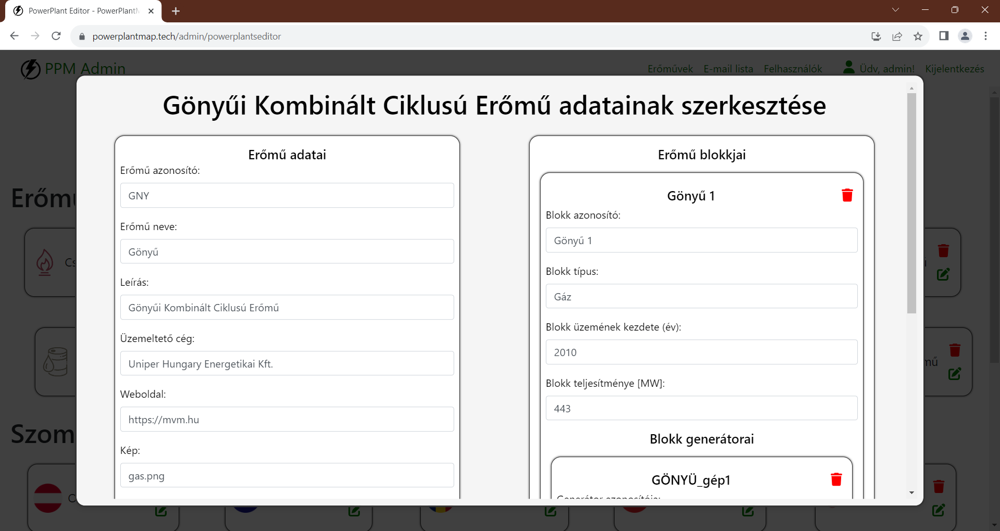 PowerPlant Editor - PowerPlantM
powerplantmap.tech/admin/powerplantseditor
PPM Admin
Erőművek
E-mail lista
Felhasználók
Üdv, admin!
Kijelentkezés
Gönyűi Kombinált Ciklusú Erőmű adatainak szerkesztése
Erőmű adatai
Erőmű azonosító:
GNY
Erőmű neve:
Gönyű
Leírás:
Gönyűi Kombinált Ciklusú Erőmű
Üzemeltető cég:
Uniper Hungary Energetikai Kft.
Weboldal:
https://mvm.hu
Kép:
gas.png
Erőmű blokkjai
Gönyű 1
Blokk azonosító:
Gönyű 1
Blokk típus:
Gáz
Blokk üzemének kezdete (év):
2010
Blokk teljesítménye [MW]:
443
Blokk generátorai
GÖNYÜ_gép1
Generátor azonosítója:
Erőmű
Cs
i
mű
Szom